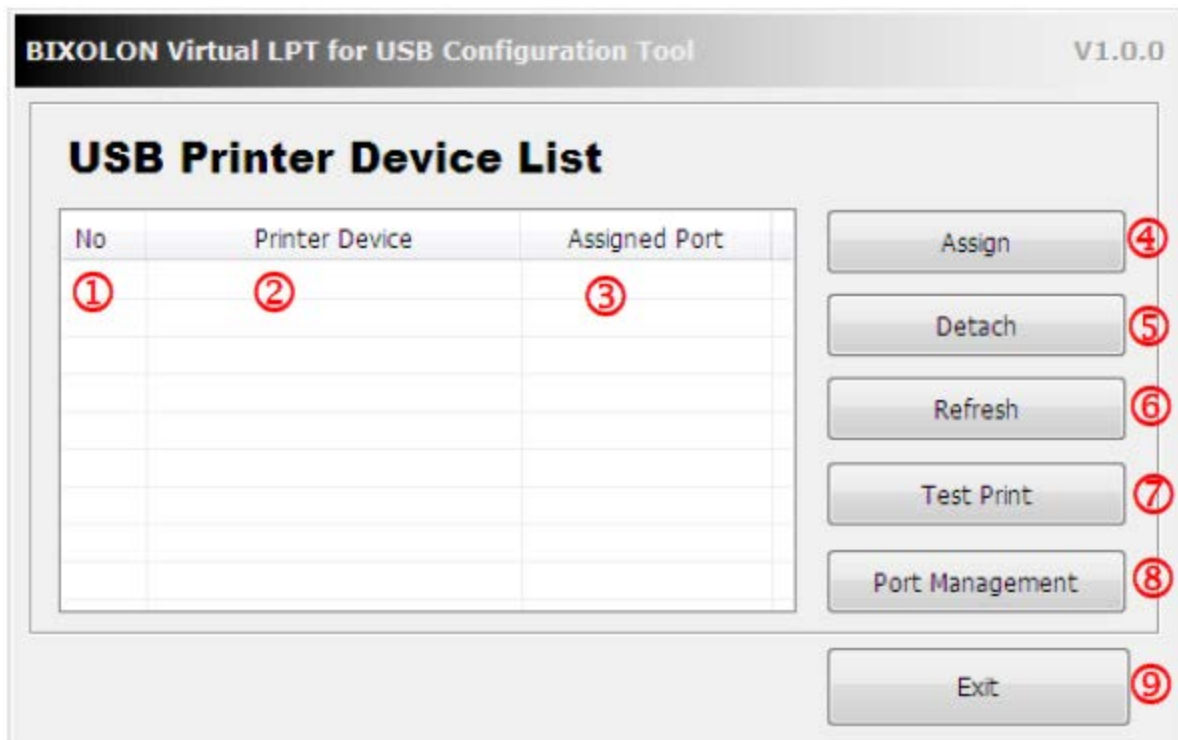 BIXOLON Virtual LPT for USB Configuration Tool V1.0.0
USB Printer Device List
No Printer Device Assigned Port
① ② ③
Assign ④
Detach ⑤
Refresh ⑥
Test Print ⑦
Port Management ⑧
Exit ⑨